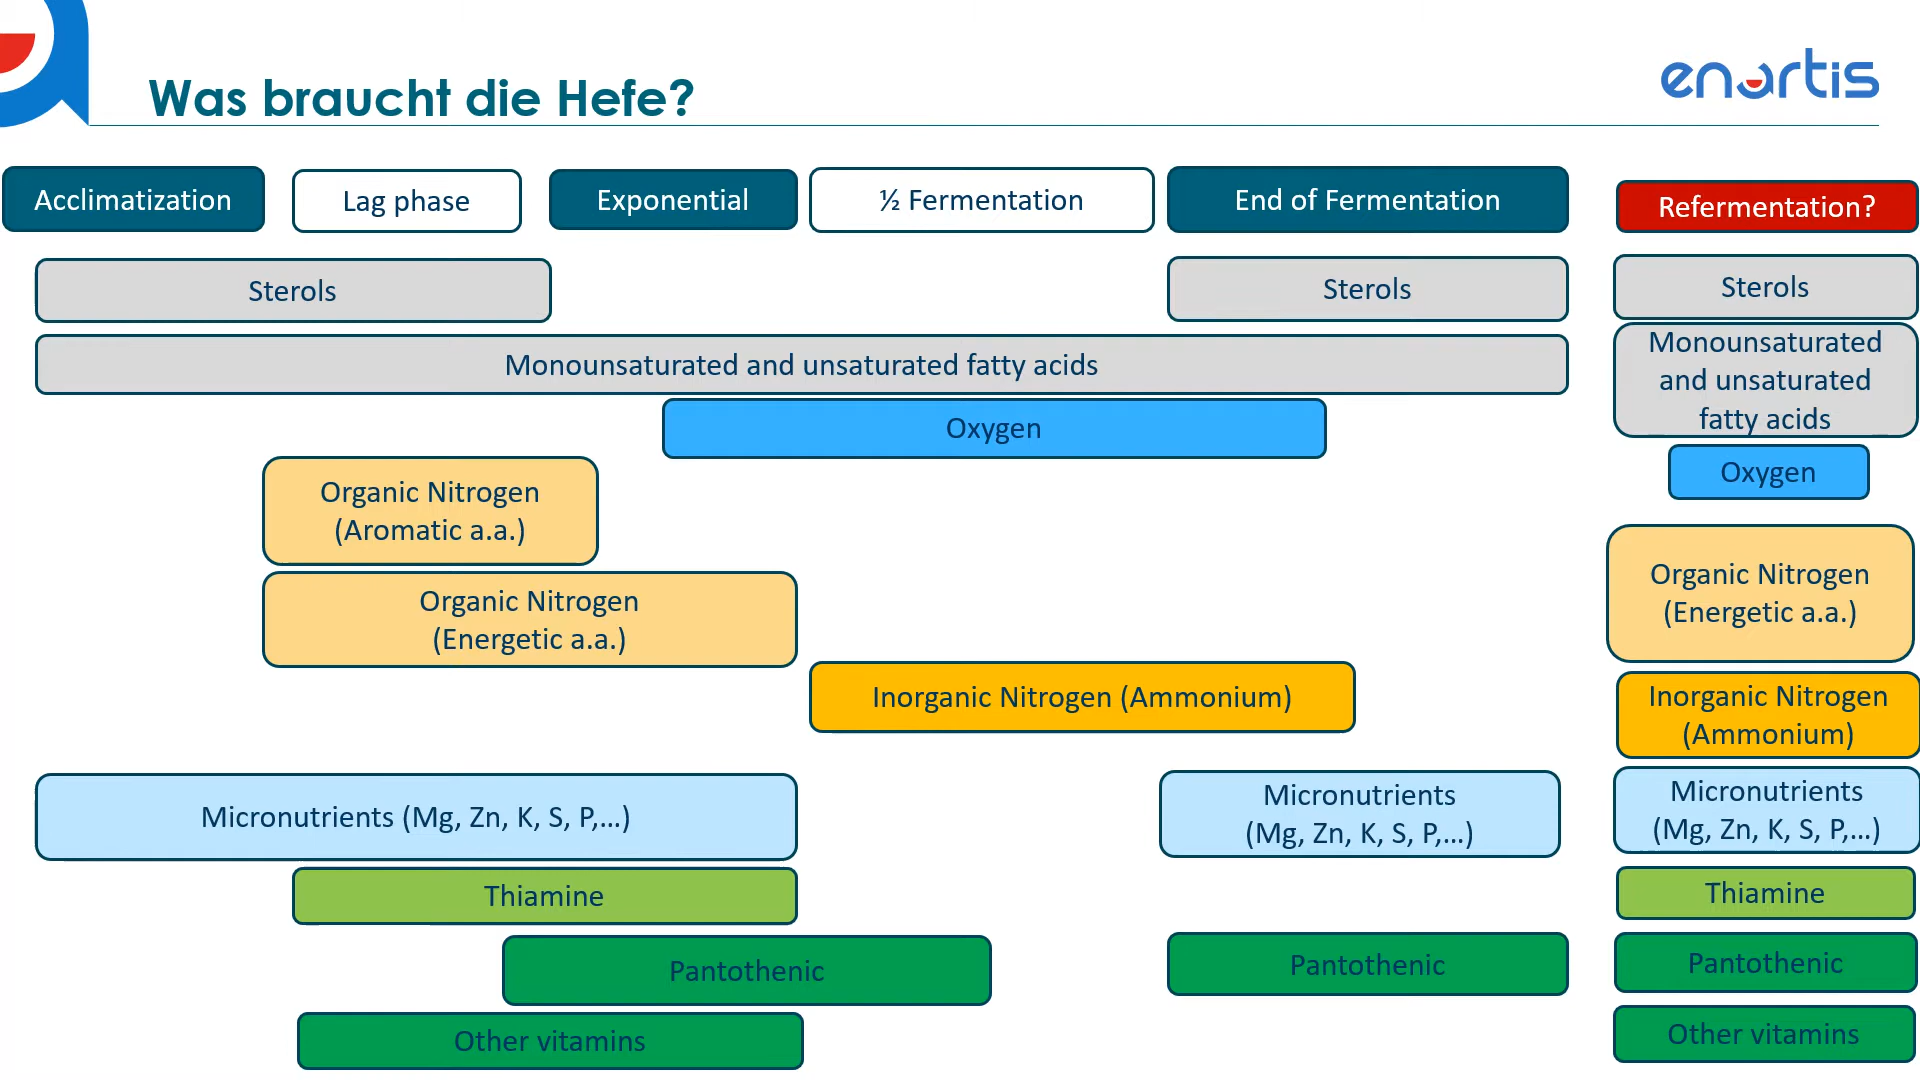 Was braucht die Hefe?
enartis
Acclimatization
Lag phase
Exponential
½ Fermentation
End of Fermentation
Refermentation?
Sterols
Sterols
Sterols
Monounsaturated and unsaturated fatty acids
Monounsaturated
and unsaturated
fatty acids
Oxygen
Oxygen
Organic Nitrogen
(Aromatic a.a.)
Organic Nitrogen
(Energetic a.a.)
Organic Nitrogen
(Energetic a.a.)
Inorganic Nitrogen (Ammonium)
Inorganic Nitrogen
(Ammonium)
Micronutrients (Mg, Zn, K, S, P,...)
Micronutrients
(Mg, Zn, K, S, P,...)
Micronutrients
(Mg, Zn, K, S, P,...)
Thiamine
Thiamine
Pantothenic
Pantothenic
Pantothenic
Other vitamins
Other vitamins